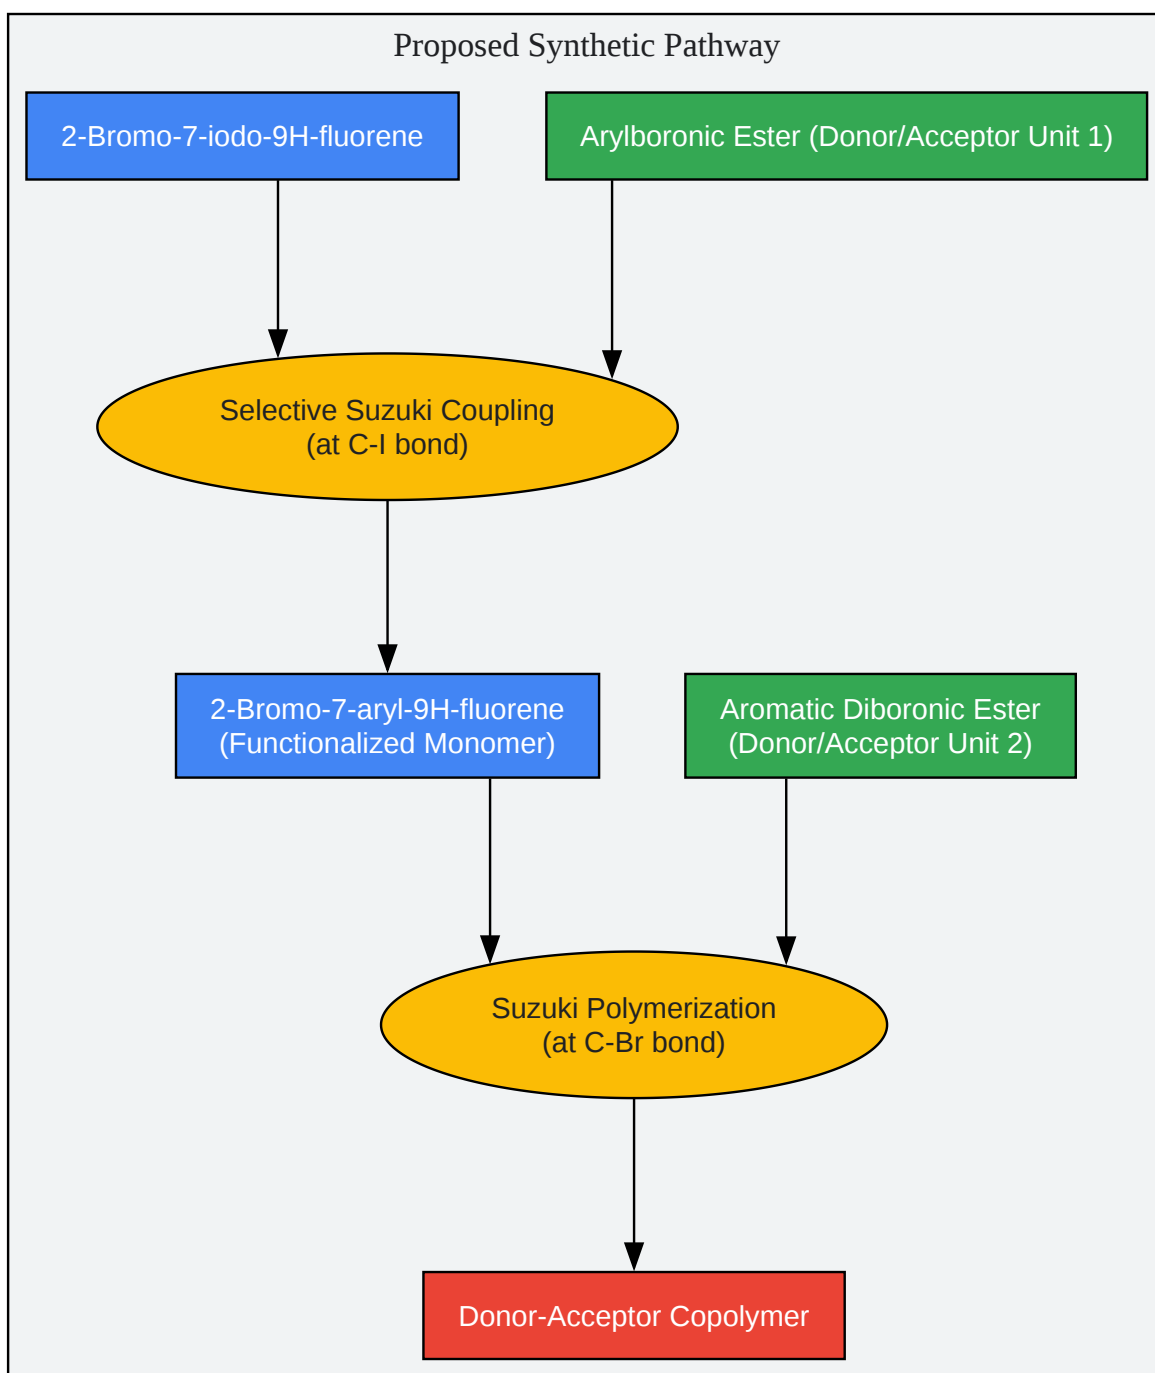 Proposed Synthetic Pathway
2-Bromo-7-iodo-9H-fluorene
Arylboronic Ester (Donor/Acceptor Unit 1)
Selective Suzuki Coupling
(at C-I bond)
2-Bromo-7-aryl-9H-fluorene
(Functionalized Monomer)
Aromatic Diboronic Ester
(Donor/Acceptor Unit 2)
Suzuki Polymerization
(at C-Br bond)
Donor-Acceptor Copolymer